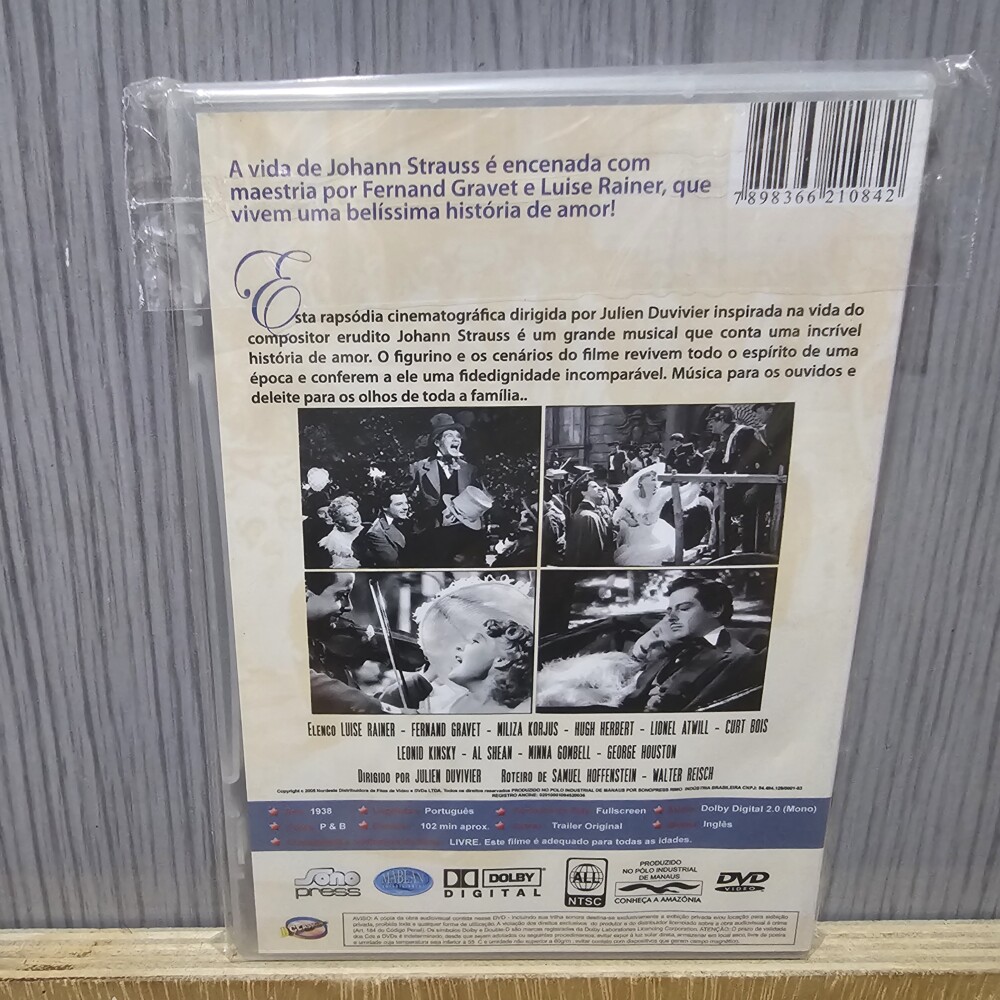 A vida de Johann Strauss é encenada com
maestria por Fernand Gravet e Luise Rainer, que
vivem uma belíssima história de amor!
7 898366 210842
Esta rapsódia cinematográfica dirigida por Julien Duvivier inspirada na vida do
compositor erudito Johann Strauss é um grande musical que conta uma incrível
história de amor. O figurino e os cenários do filme revivem todo o espírito de uma
época e conferem a ele uma fidedignidade incomparável. Música para os ouvidos e
deleite para os olhos de toda a família..
ELENCO LUISE RAINER - FERNAND GRAVET - MILIZA KORJUS - HUGH HERBERT - LIONEL ATWILL - CURT BOIS
LEONID KINSKY - AL SHEAN - MINNA GOMBELL - GEORGE HOUSTON
DIRIGIDO POR JULIEN DUVIVIER ROTEIRO DE SAMUEL HOFFENSTEIN - WALTER REISCH
1938 Português Fullscreen Dolby Digital 2.0 (Mono)
P & B 102 min aprox. Trailer Original Inglês
LIVRE. Este filme é adequado para todas as idades.
Sono press
DOLBY DIGITAL
ALL NTSC
PRODUZIDO
NO PÓLO INDUSTRIAL
DE MANAUS
CONHEÇA A AMAZÔNIA
DVD VIDEO